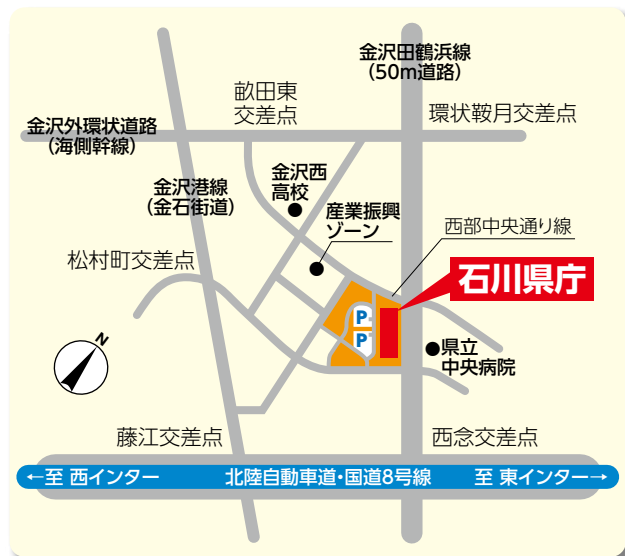 金沢田鶴浜線
(50m道路)
畝田東
交差点
環状鞍月交差点
金沢外環状道路
(海側幹線)
金沢西
高校
金沢港線
(金石街道)
産業振興
ゾーン
西部中央通り線
松村町交差点
石川県庁
P
P
N
県立
中央病院
藤江交差点
西念交差点
←至 西インター
北陸自動車道・国道8号線
至 東インター→